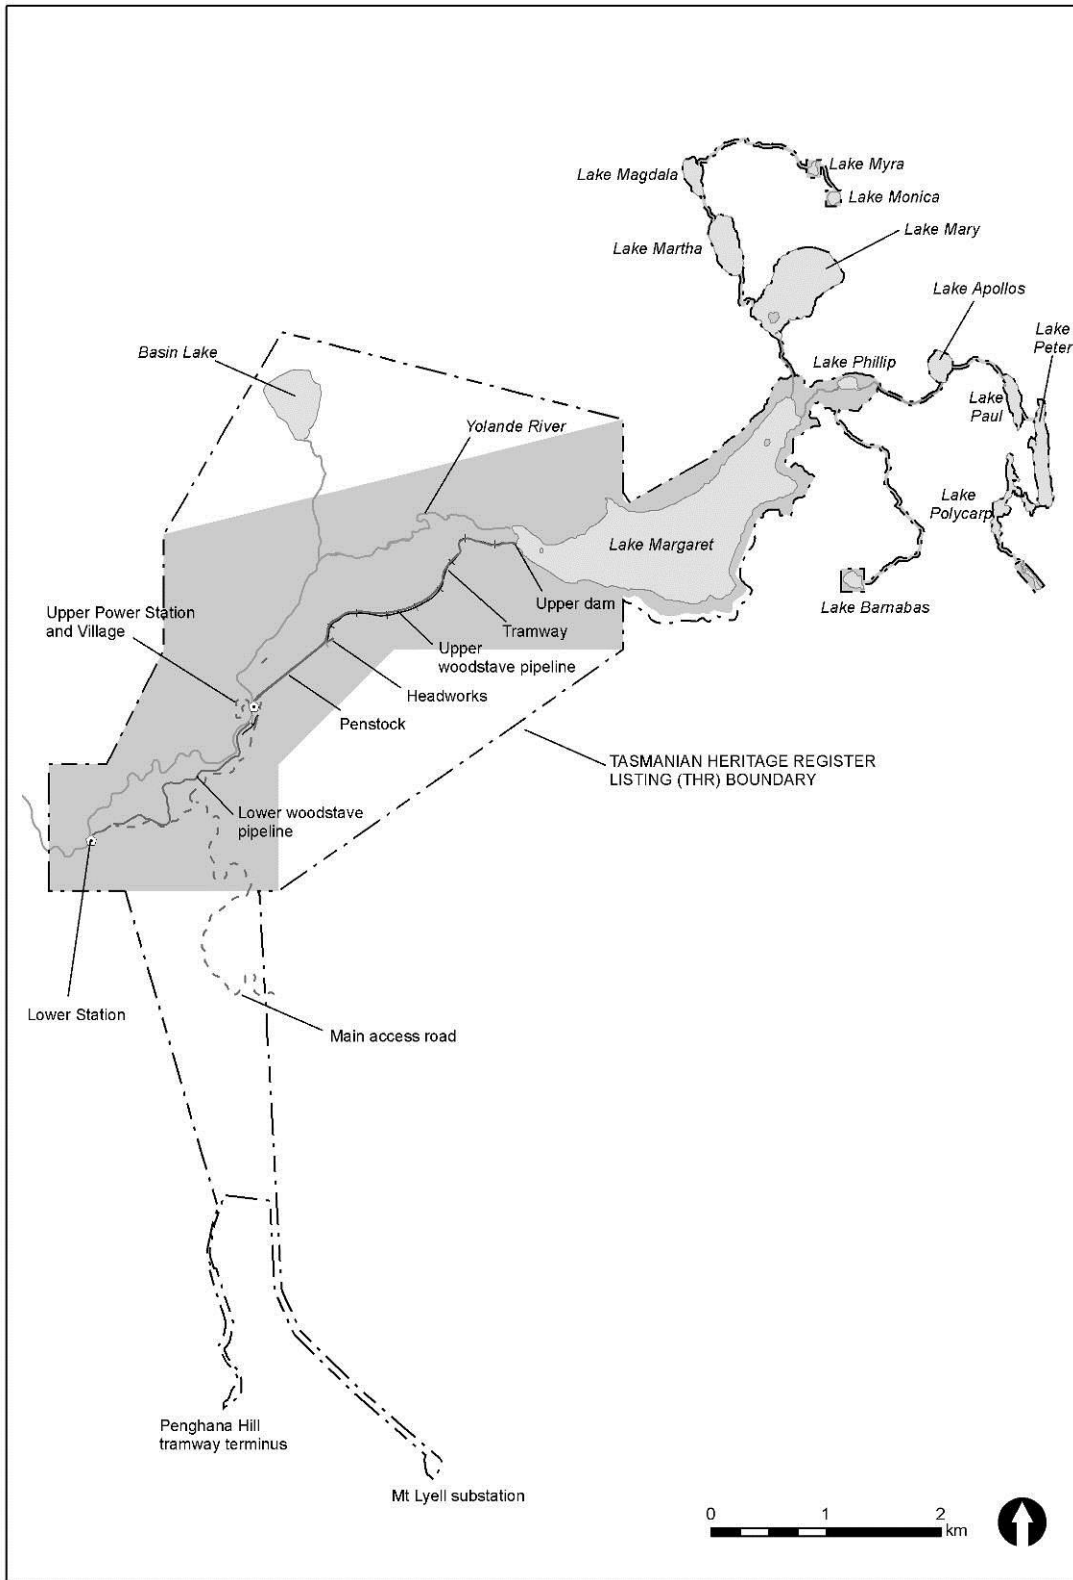 Lake Myra
Lake Magdala
Lake Monica
Lake Mary
Lake Martha
Lake Apollos
Lake
Peter
Basin Lake
Lake Phillip
Lake
Paul
Yolande River
Lake
Polycarp
Lake Margaret
Upper dam
Lake Barnabas
Upper Power Station
and Village
Tramway
Upper
woodstave pipeline
Headworks
Penstock
TASMANIAN HERITAGE REGISTER
LISTING (THR) BOUNDARY
Lower woodstave
pipeline
Lower Station
Main access road
Penghana Hill
tramway terminus
Mt Lyell substation
0 1 2
km